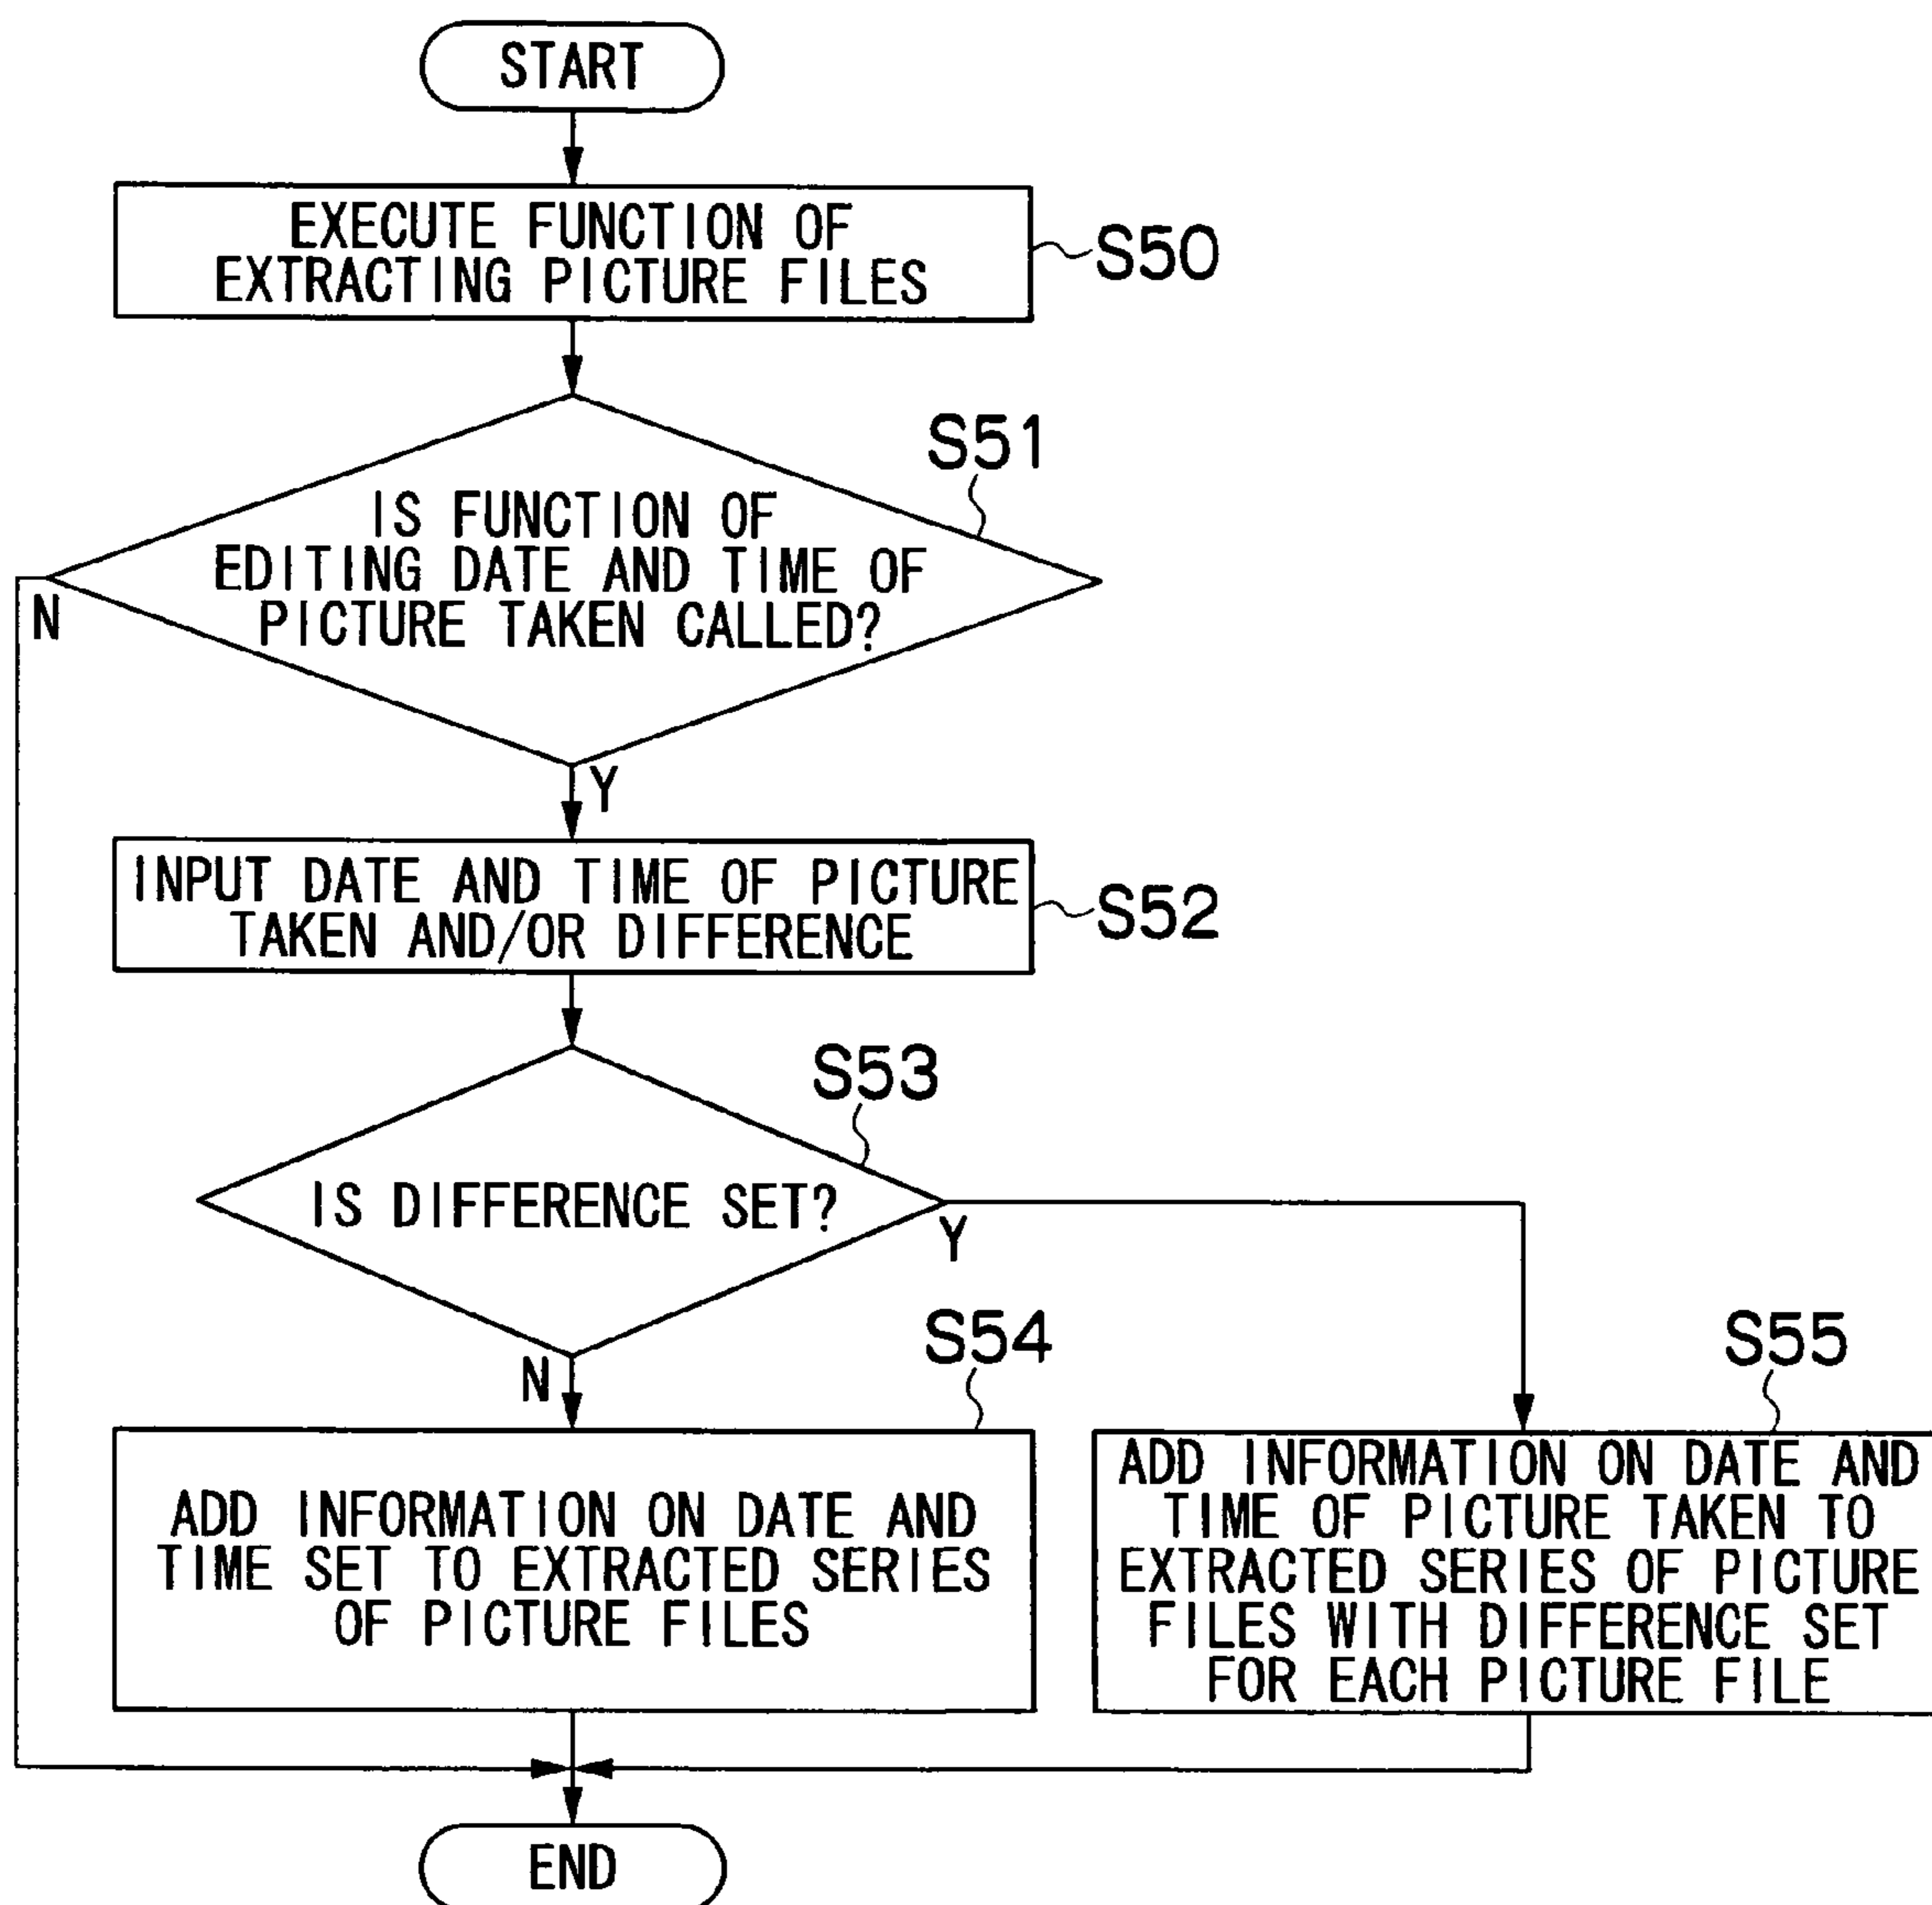 START
EXECUTE FUNCTION OF
EXTRACTING PICTURE FILES
S50
S51
IS FUNCTION OF
EDITING DATE AND TIME OF
PICTURE TAKEN CALLED?
N
Y
INPUT DATE AND TIME OF PICTURE
TAKEN AND/OR DIFFERENCE
S52
S53
IS DIFFERENCE SET?
Y
N
S54
ADD INFORMATION ON DATE AND
TIME SET TO EXTRACTED SERIES
OF PICTURE FILES
S55
ADD INFORMATION ON DATE AND
TIME OF PICTURE TAKEN TO
EXTRACTED SERIES OF PICTURE
FILES WITH DIFFERENCE SET
FOR EACH PICTURE FILE
END